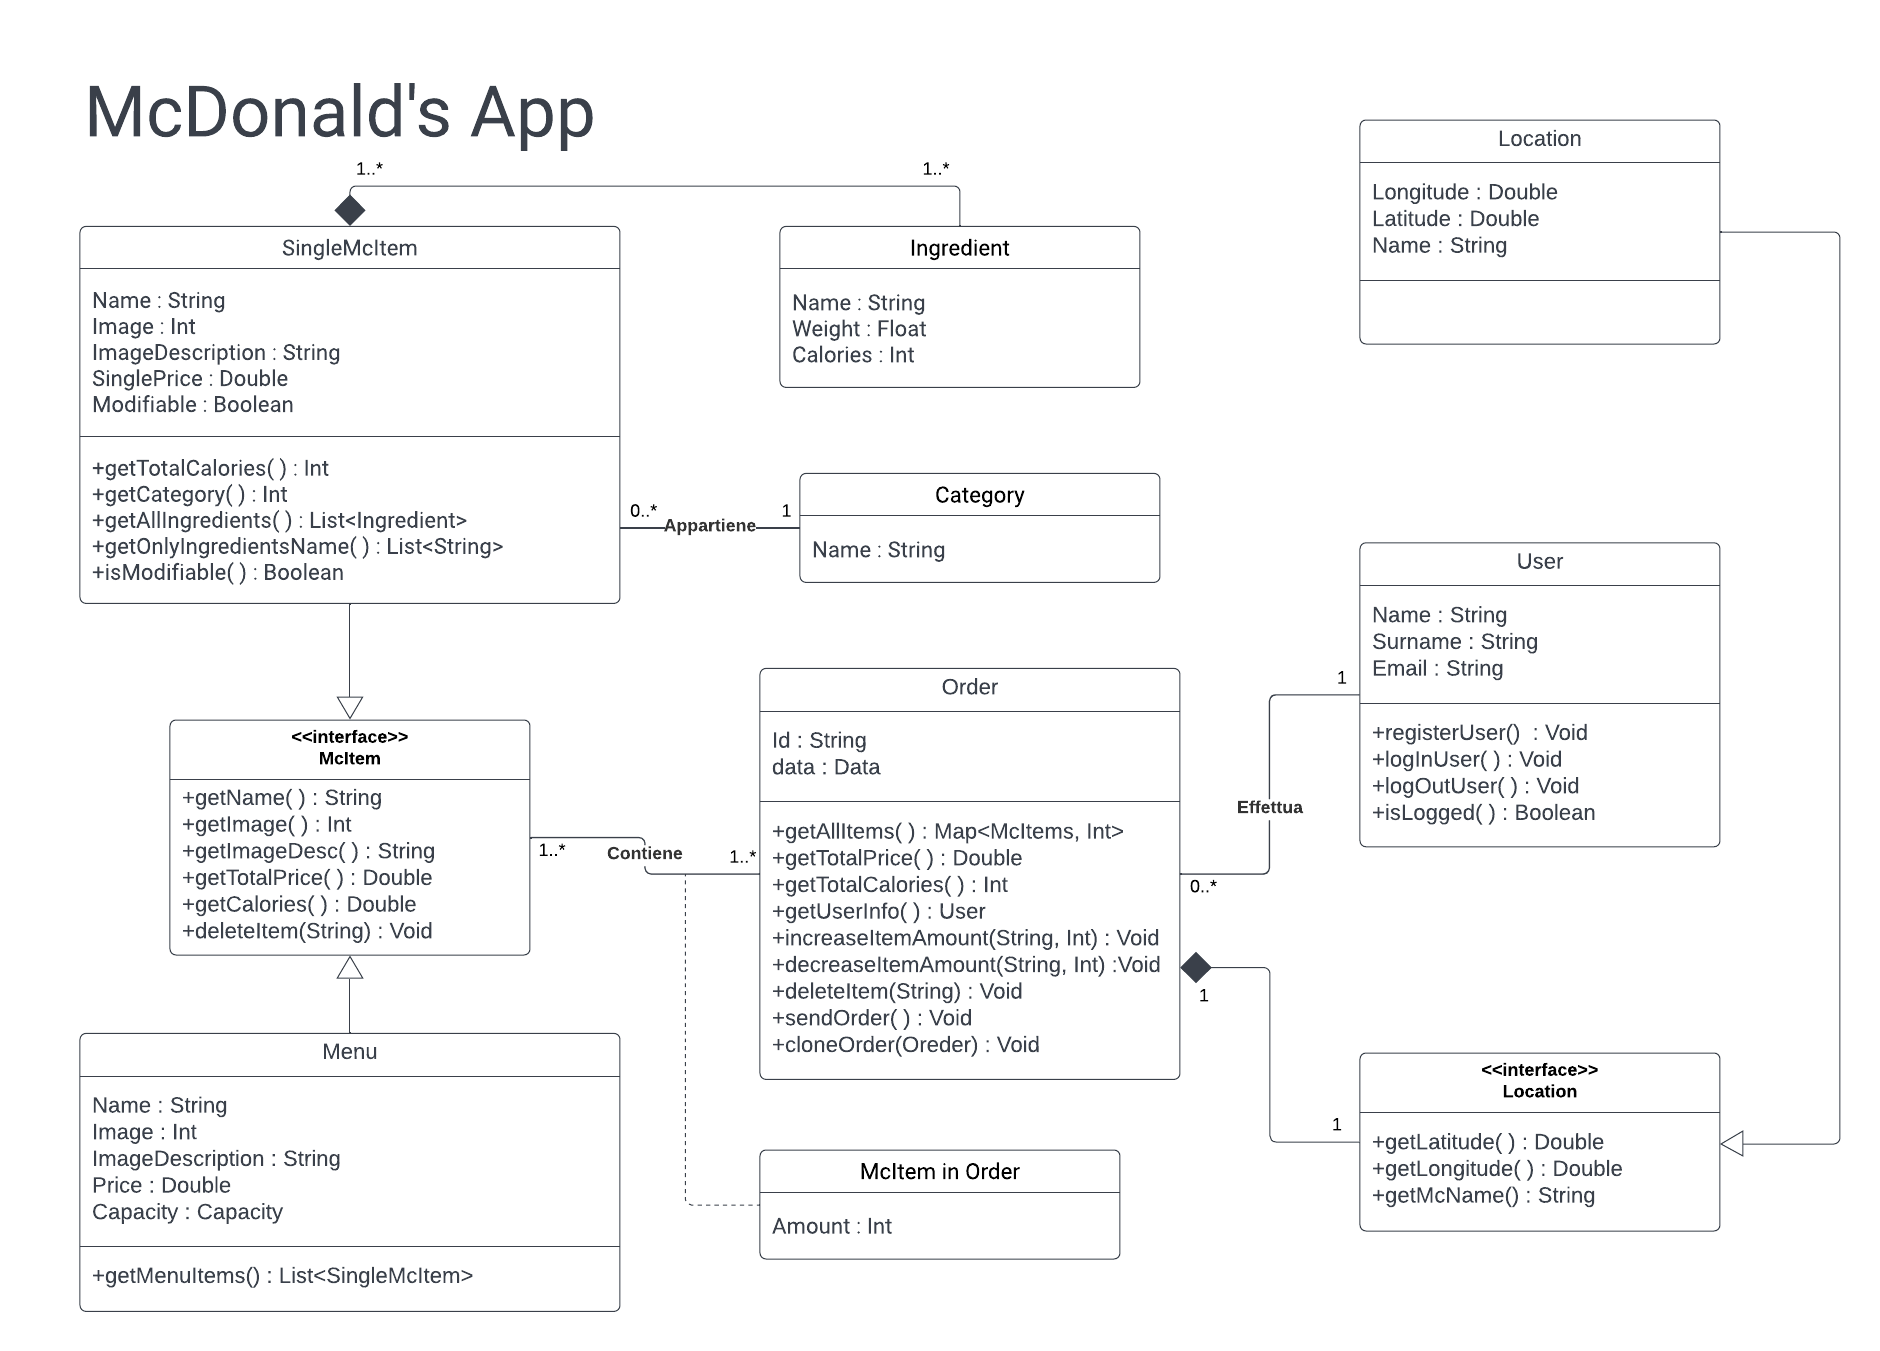 McDonald's App
1..*
1..*
SingleMcItem
Name : String
Image : Int
ImageDescription : String
SinglePrice : Double
Modifiable : Boolean
+getTotalCalories( ) : Int
+getCategory( ) : Int
+getAllIngredients( ) : List<Ingredient>
+getOnlyIngredientsName( ) : List<String>
+isModifiable( ) : Boolean
Ingredient
Name : String
Weight : Float
Calories : Int
Location
Longitude : Double
Latitude : Double
Name : String
0..*
Appartiene
1
Category
Name : String
User
Name : String
Surname : String
Email : String
+registerUser()  : Void
+logInUser( ) : Void
+logOutUser( ) : Void
+isLogged( ) : Boolean
<<interface>>
McItem
+getName( ) : String
+getImage( ) : Int
+getImageDesc( ) : String
+getTotalPrice( ) : Double
+getCalories( ) : Double
+deleteItem(String) : Void
1..*
Contiene
1..*
Order
Id : String
data : Data
+getAllItems( ) : Map<McItems, Int>
+getTotalPrice( ) : Double
+getTotalCalories( ) : Int
+getUserInfo( ) : User
+increaseItemAmount(String, Int) : Void
+decreaseItemAmount(String, Int) :Void
+deleteItem(String) : Void
+sendOrder( ) : Void
+cloneOrder(Oreder) : Void
1
Effettua
0..*
1
1
Menu
Name : String
Image : Int
ImageDescription : String
Price : Double
Capacity : Capacity
+getMenuItems() : List<SingleMcItem>
McItem in Order
Amount : Int
<<interface>>
Location
+getLatitude( ) : Double
+getLongitude( ) : Double
+getMcName() : String